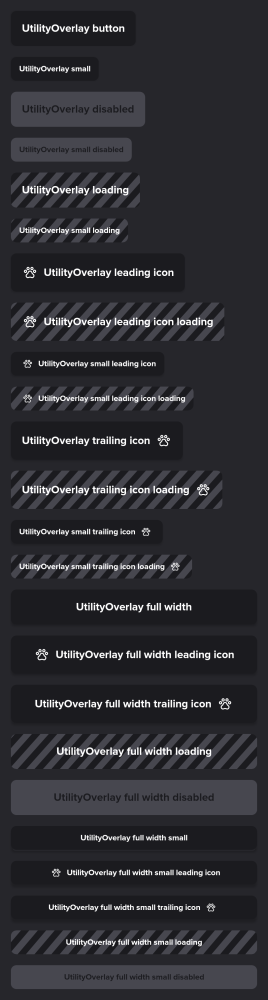 UtilityOverlay button
UtilityOverlay small
UtilityOverlay disabled
UtilityOverlay small disabled
UtilityOverlay loading
UtilityOverlay small loading
UtilityOverlay leading icon
UtilityOverlay leading icon loading
UtilityOverlay small leading icon
UtilityOverlay small leading icon loading
UtilityOverlay trailing icon
UtilityOverlay trailing icon loading
UtilityOverlay small trailing icon
UtilityOverlay small trailing icon loading
UtilityOverlay full width
UtilityOverlay full width leading icon
UtilityOverlay full width trailing icon
UtilityOverlay full width loading
UtilityOverlay full width disabled
UtilityOverlay full width small
UtilityOverlay full width small leading icon
UtilityOverlay full width small trailing icon
UtilityOverlay full width small loading
UtilityOverlay full width small disabled